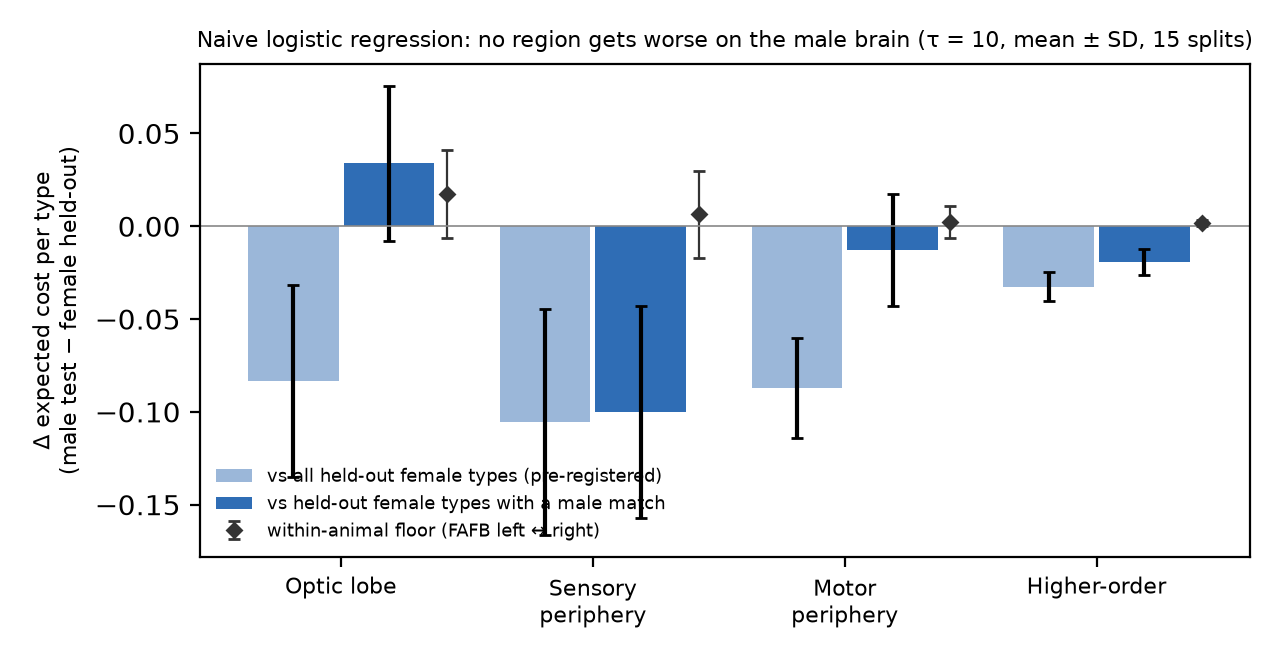 Naive logistic regression: no region gets worse on the male brain (τ = 10, mean ± SD, 15 splits)
Δ expected cost per type
(male test − female held-out)
0.05
0.00
−0.05
−0.10
−0.15
vs all held-out female types (pre-registered)
vs held-out female types with a male match
within-animal floor (FAFB left ↔ right)
Optic lobe
Sensory
periphery
Motor
periphery
Higher-order